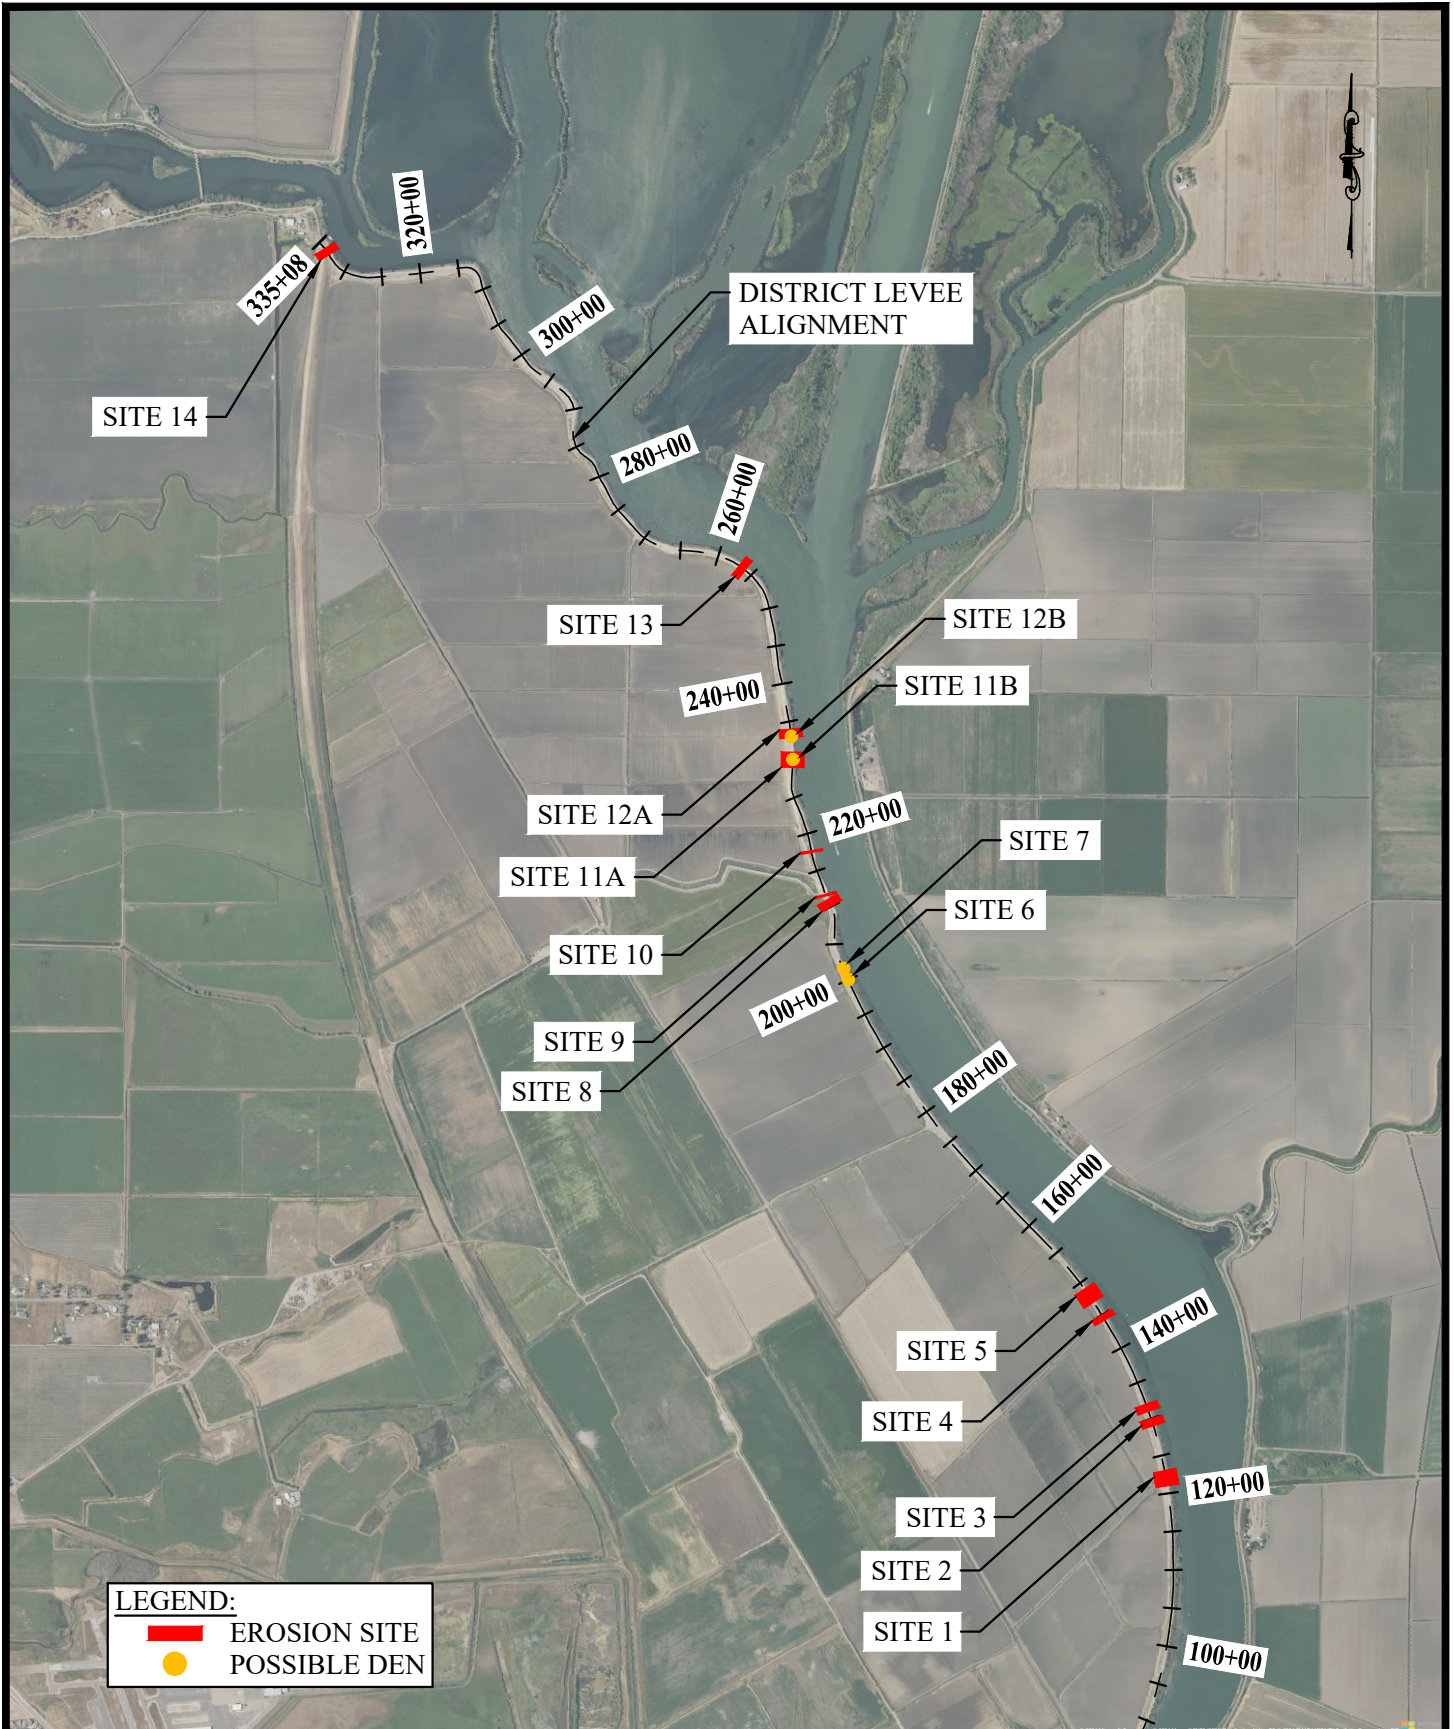 320+00
335+08
DISTRICT LEVEE
ALIGNMENT
300+00
SITE 14
280+00
260+00
SITE 13
SITE 12B
SITE 11B
240+00
SITE 12A
220+00
SITE 7
SITE 11A
SITE 6
SITE 10
200+00
SITE 9
SITE 8
180+00
160+00
140+00
SITE 5
SITE 4
120+00
SITE 3
SITE 2
SITE 1
100+00
LEGEND:
EROSION SITE
POSSIBLE DEN